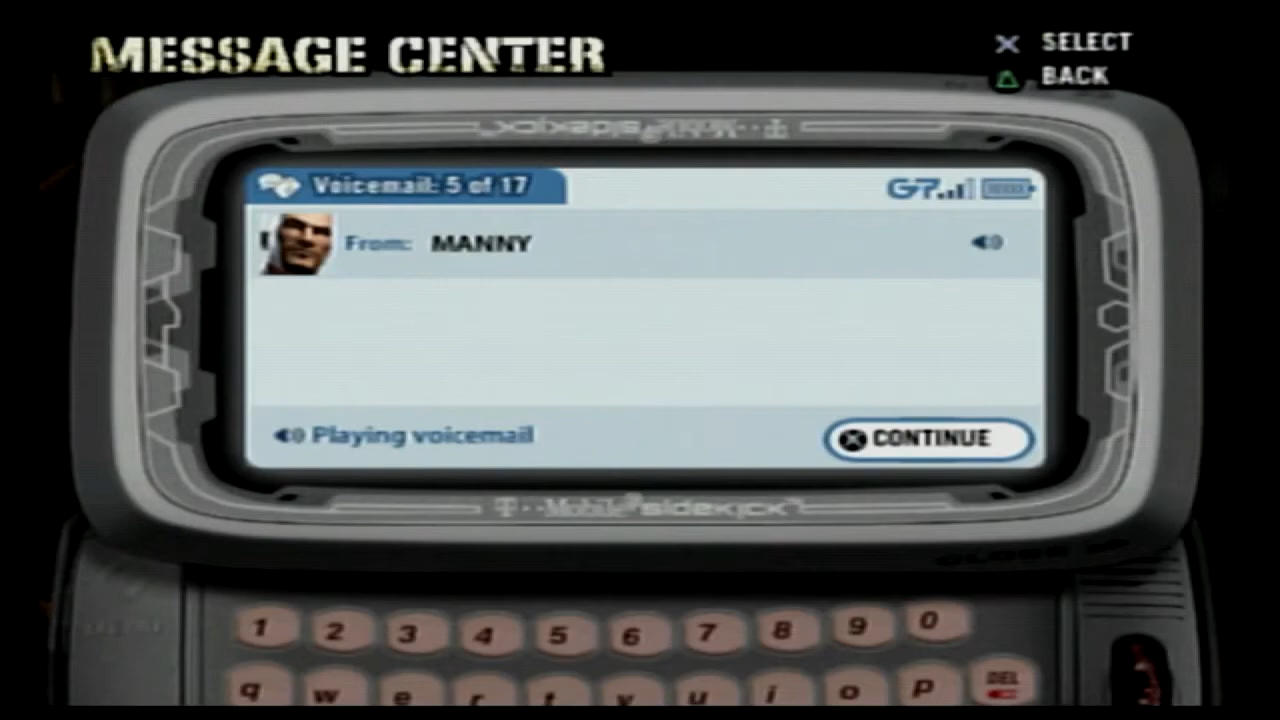 MESSAGE CENTER
SELECT
BACK
Voicemail: 5 of 17
G7
From: MANNY
Playing voicemail
CONTINUE
T··Mobile® sidekick
1 2 3 4 5 6 7 8 9 0
q w e r t y u i o p DEL